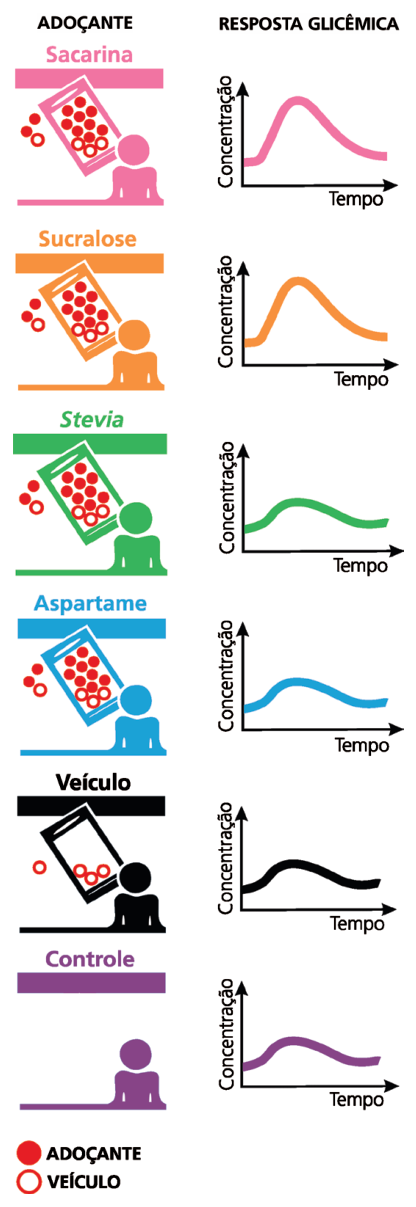 ADOÇANTE RESPOSTA GLICÊMICA
Sacarina
Concentração
Tempo
Sucralose
Concentração
Tempo
Stevia
Concentração
Tempo
Aspartame
Concentração
Tempo
Veículo
Concentração
Tempo
Controle
Concentração
Tempo
ADOÇANTE
VEÍCULO